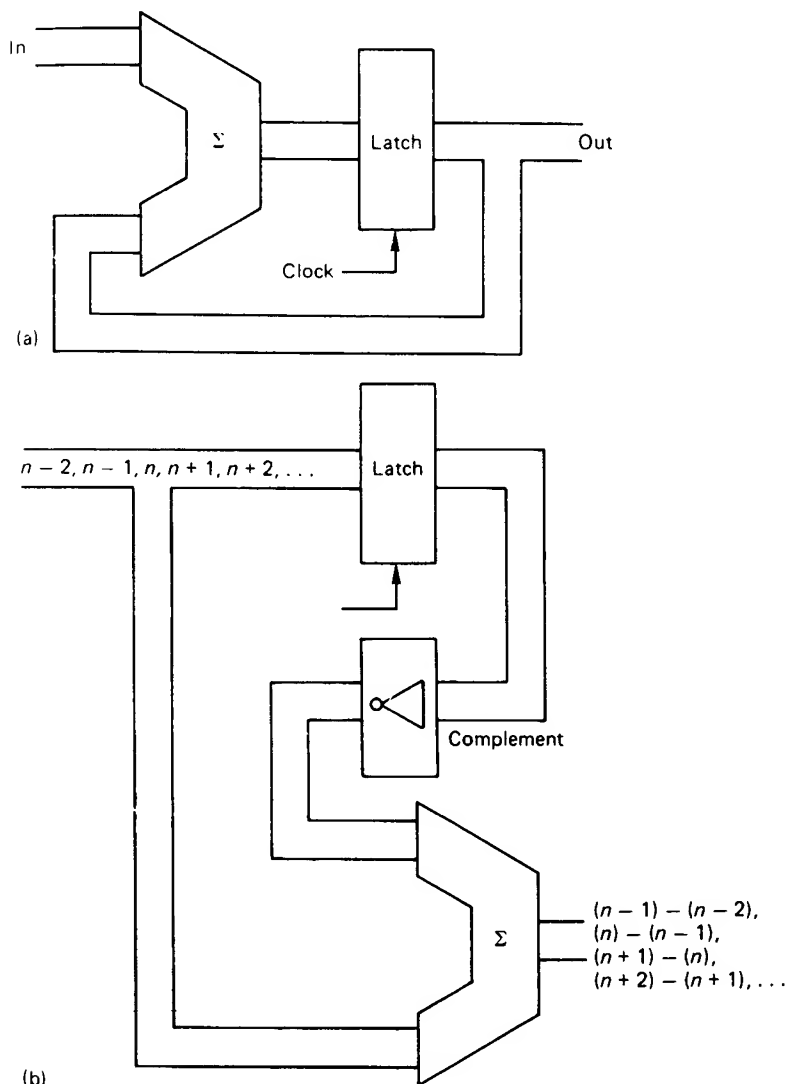 In
Σ
Latch
Out
Clock
(a)
n − 2, n − 1, n, n + 1, n + 2, . . .
Latch
Complement
Σ
(n − 1) − (n − 2),
(n) − (n − 1),
(n + 1) − (n),
(n + 2) − (n + 1), . . .
(b)